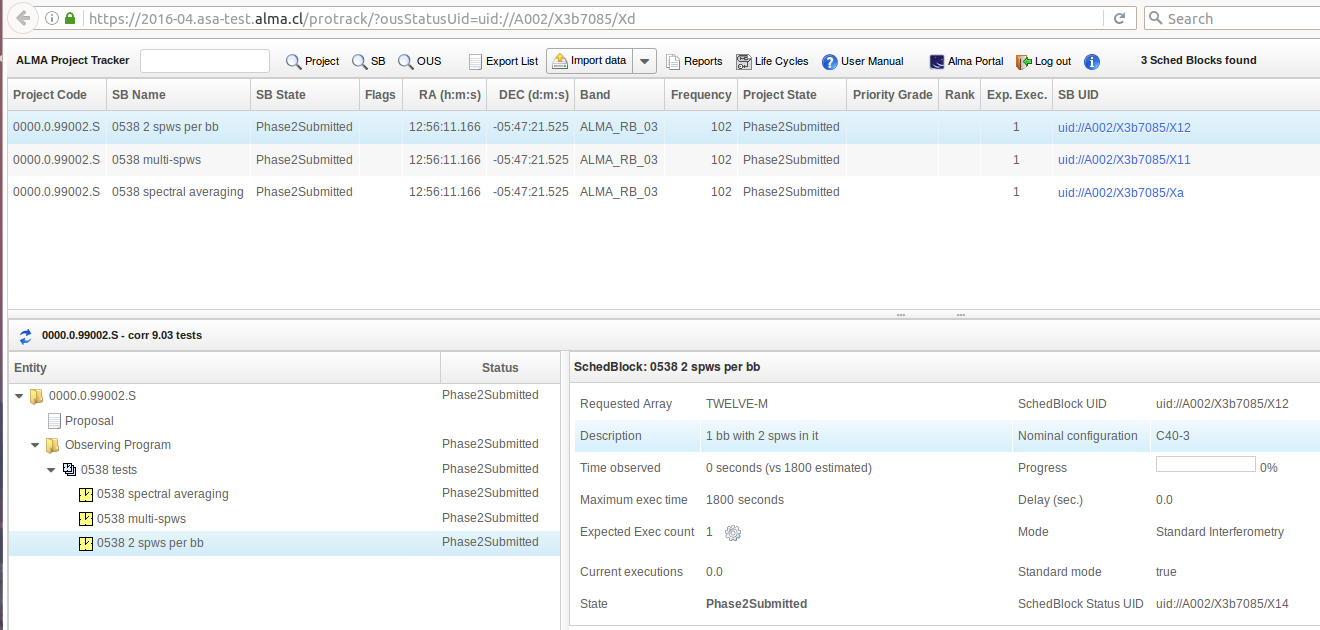 https://2016-04.asa-test.alma.cl/protrack/?ousStatusUid=uid://A002/X3b7085/Xd Search
ALMA Project Tracker Project SB OUS Export List Import data Reports Life Cycles User Manual Alma Portal Log out 3 Sched Blocks found
Project Code SB Name SB State Flags RA (h:m:s) DEC (d:m:s) Band Frequency Project State Priority Grade Rank Exp. Exec. SB UID
0000.0.99002.S 0538 2 spws per bb Phase2Submitted 12:56:11.166 -05:47:21.525 ALMA_RB_03 102 Phase2Submitted 1 uid://A002/X3b7085/X12
0000.0.99002.S 0538 multi-spws Phase2Submitted 12:56:11.166 -05:47:21.525 ALMA_RB_03 102 Phase2Submitted 1 uid://A002/X3b7085/X11
0000.0.99002.S 0538 spectral averaging Phase2Submitted 12:56:11.166 -05:47:21.525 ALMA_RB_03 102 Phase2Submitted 1 uid://A002/X3b7085/Xa
0000.0.99002.S - corr 9.03 tests
Entity Status
0000.0.99002.S Phase2Submitted
Proposal
Observing Program Phase2Submitted
0538 tests Phase2Submitted
0538 spectral averaging Phase2Submitted
0538 multi-spws Phase2Submitted
0538 2 spws per bb Phase2Submitted
SchedBlock: 0538 2 spws per bb
Requested Array TWELVE-M SchedBlock UID uid://A002/X3b7085/X12
Description 1 bb with 2 spws in it Nominal configuration C40-3
Time observed 0 seconds (vs 1800 estimated) Progress 0%
Maximum exec time 1800 seconds Delay (sec.) 0.0
Expected Exec count 1 Mode Standard Interferometry
Current executions 0.0 Standard mode true
State Phase2Submitted SchedBlock Status UID uid://A002/X3b7085/X14